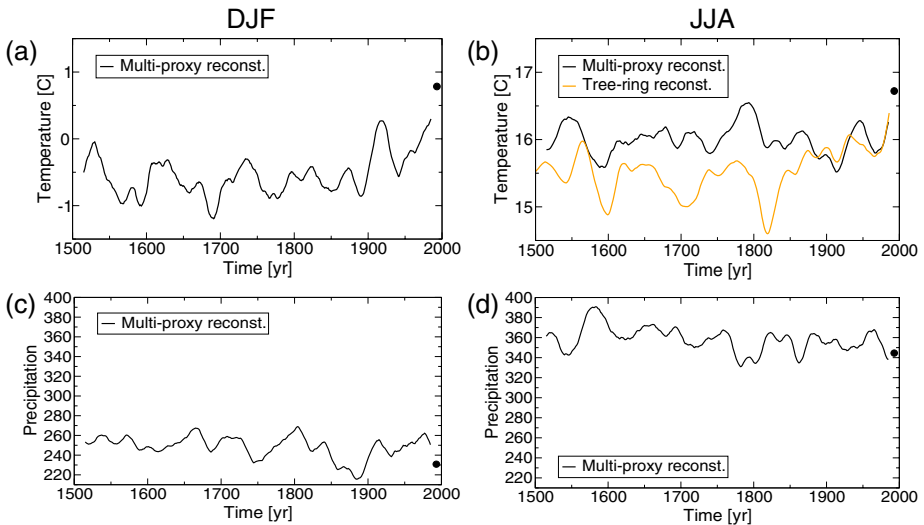 DJF
JJA
(a)
Temperature [C]
1
0
-1
Multi-proxy reconst.
1500 1600 1700 1800 1900 2000
Time [yr]
(b)
Temperature [C]
17
16
15
Multi-proxy reconst.
Tree-ring reconst.
1500 1600 1700 1800 1900 2000
Time [yr]
(c)
Precipitation
400
380
360
340
320
300
280
260
240
220
Multi-proxy reconst.
1500 1600 1700 1800 1900 2000
Time [yr]
(d)
Precipitation
400
380
360
340
320
300
280
260
240
220
Multi-proxy reconst.
1500 1600 1700 1800 1900 2000
Time [yr]